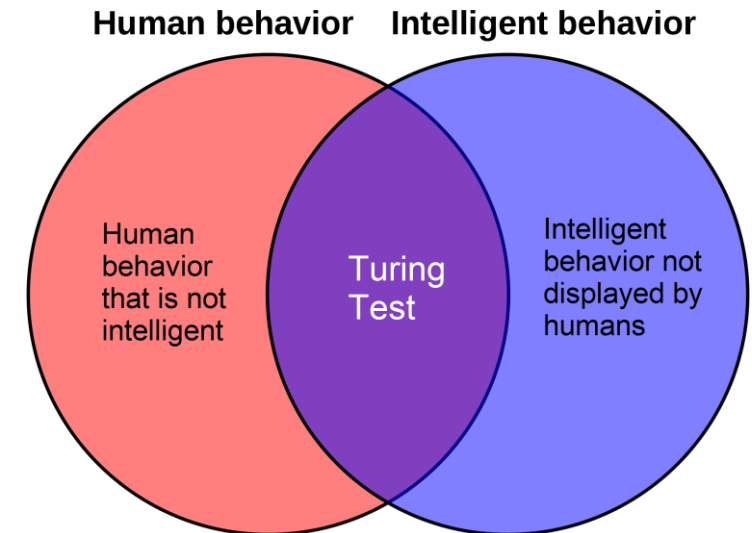 Human behavior
Intelligent behavior
Human
behavior
that is not
intelligent
Turing
Test
Intelligent
behavior not
displayed by
humans